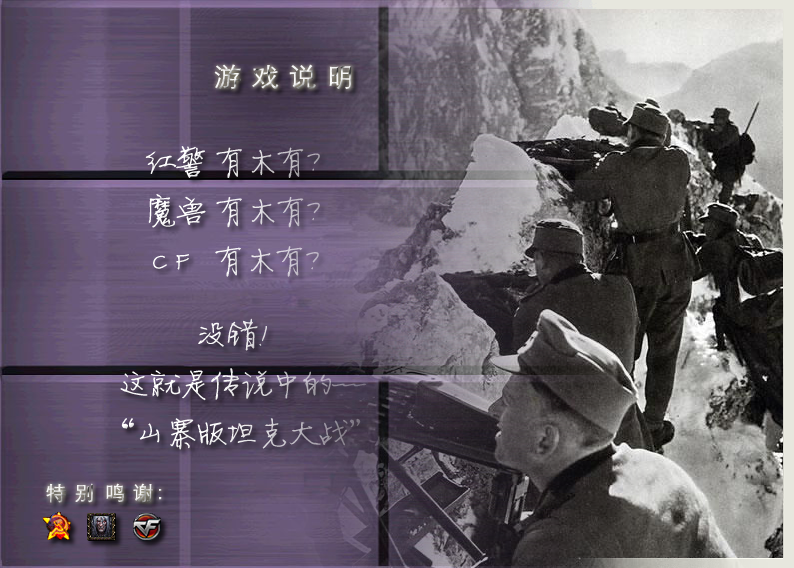 游戏说明
红警 有木有?
魔兽 有木有?
CF 有木有?
没错!
这就是传说中的~~
“山寨版坦克大战”
特别鸣谢:
CF